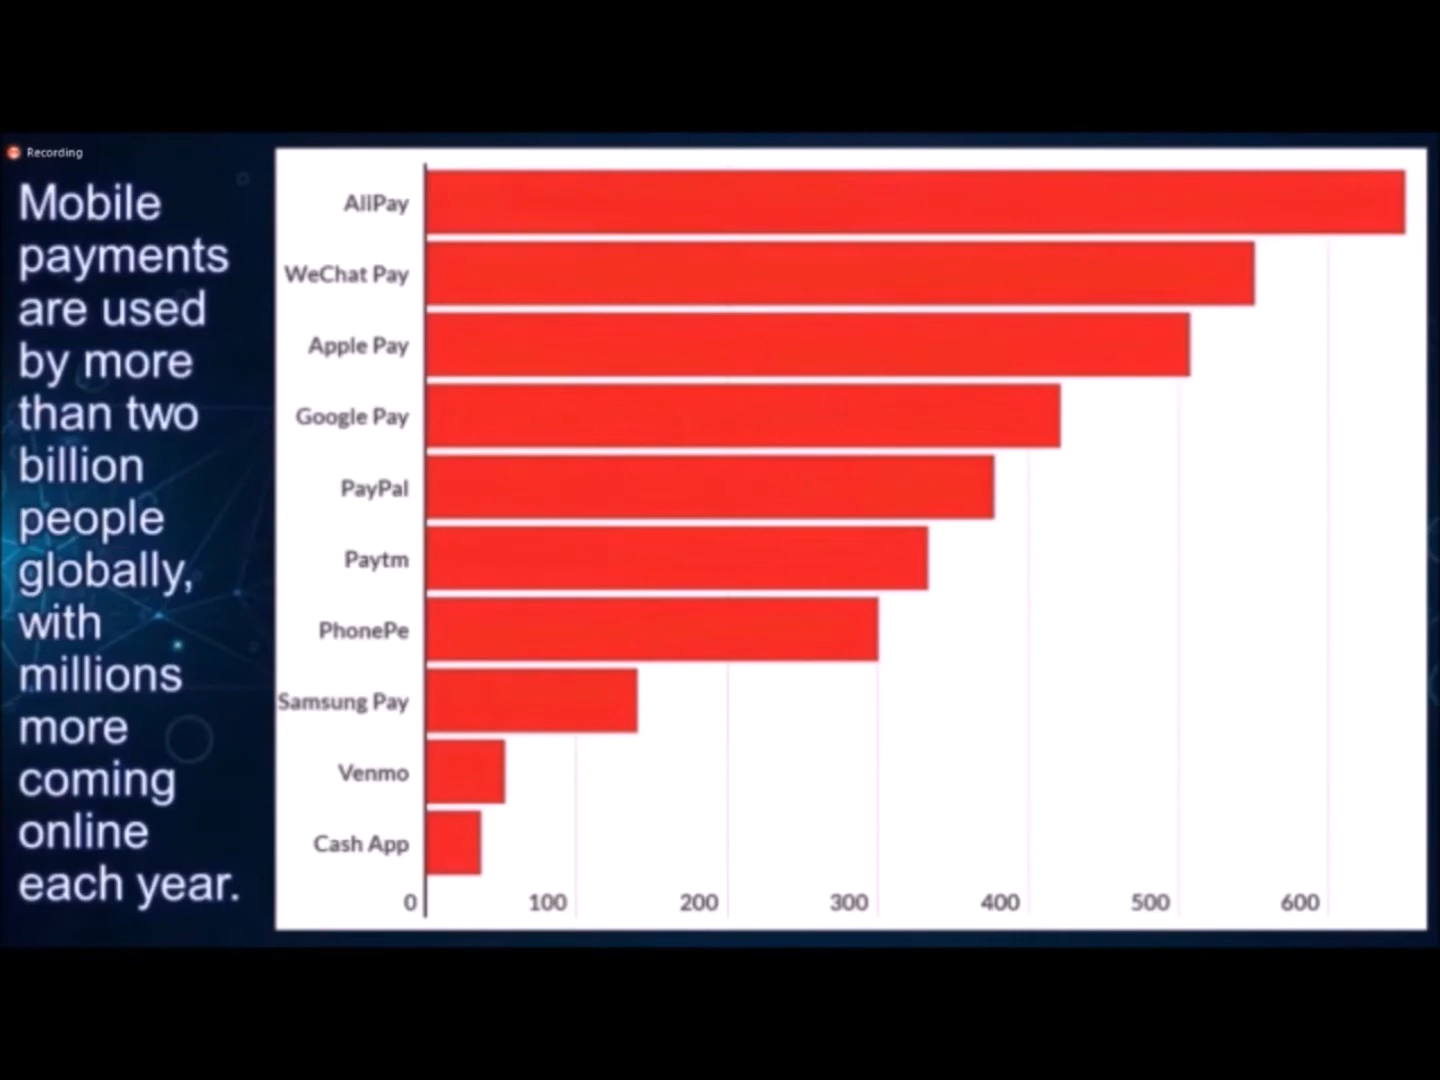 Recording
Mobile
payments
are used
by more
than two
billion
people
globally,
with
millions
more
coming
online
each year.
AliPay
WeChat Pay
Apple Pay
Google Pay
PayPal
Paytm
PhonePe
Samsung Pay
Venmo
Cash App
0 100 200 300 400 500 600